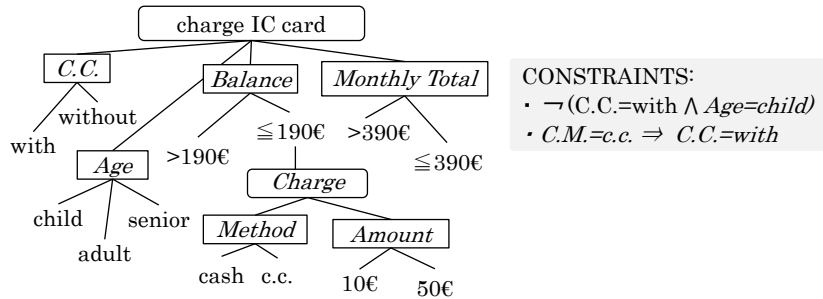 charge IC card
C.C.
Balance
Monthly Total
with
without
>190€
≦190€
>390€
≦390€
Age
Charge
child
adult
senior
Method
Amount
cash
c.c.
10€
50€
CONSTRAINTS:
・ ¬(C.C.=with ∧ Age=child)
・ C.M.=c.c. ⇒ C.C.=with